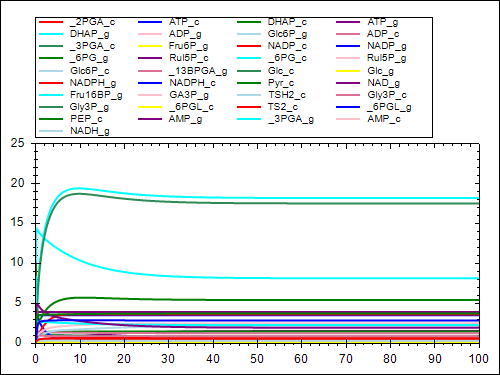 _2PGA_c ATP_c DHAP_c ATP_g
DHAP_g ADP_c Glc6P_g ADP_g
_3PGA_c Fru6P_g NADP_c NADP_g
_6PG_g Rul5P_c _6PG_c Rul5P_g
Glc6P_c _13BPGA_g Glc_c Glc_g
NADPH_g NADPH_c Pyr_c NAD_g
Fru16BP_g GA3P_g TSH2_c Gly3P_c
Gly3P_g _6PGL_c TS2_c _6PGL_g
PEP_c AMP_g _3PGA_g AMP_c
NADH_g
25
20
15
10
5
0
0 10 20 30 40 50 60 70 80 90 100